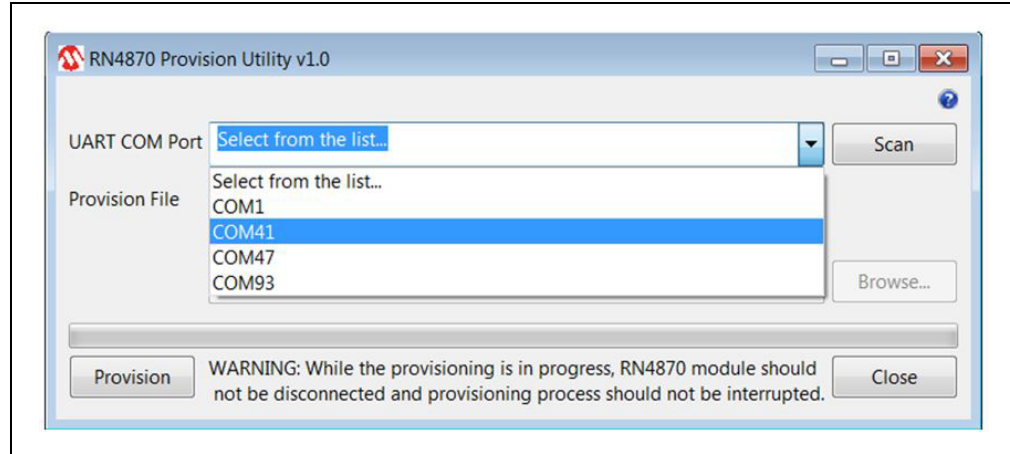 RN4870 Provision Utility v1.0
UART COM Port Select from the list... Scan
Select from the list...
Provision File
COM1
COM41
COM47
COM93
Browse...
Provision
WARNING: While the provisioning is in progress, RN4870 module should
not be disconnected and provisioning process should not be interrupted.
Close